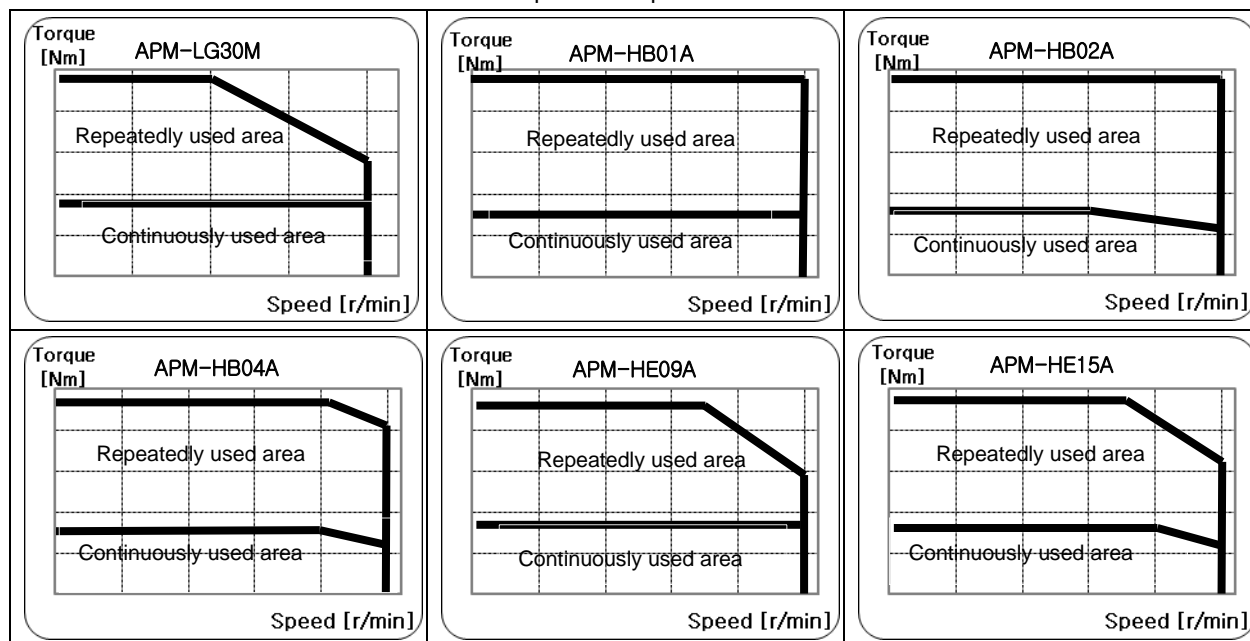 Torque
[Nm]
APM-LG30M
Repeatedly used area
Continuously used area
Speed [r/min]
Torque
[Nm]
APM-HB01A
Repeatedly used area
Continuously used area
Speed [r/min]
Torque
[Nm]
APM-HB02A
Repeatedly used area
Continuously used area
Speed [r/min]
Torque
[Nm]
APM-HB04A
Repeatedly used area
Continuously used area
Speed [r/min]
Torque
[Nm]
APM-HE09A
Repeatedly used area
Continuously used area
Speed [r/min]
Torque
[Nm]
APM-HE15A
Repeatedly used area
Continuously used area
Speed [r/min]